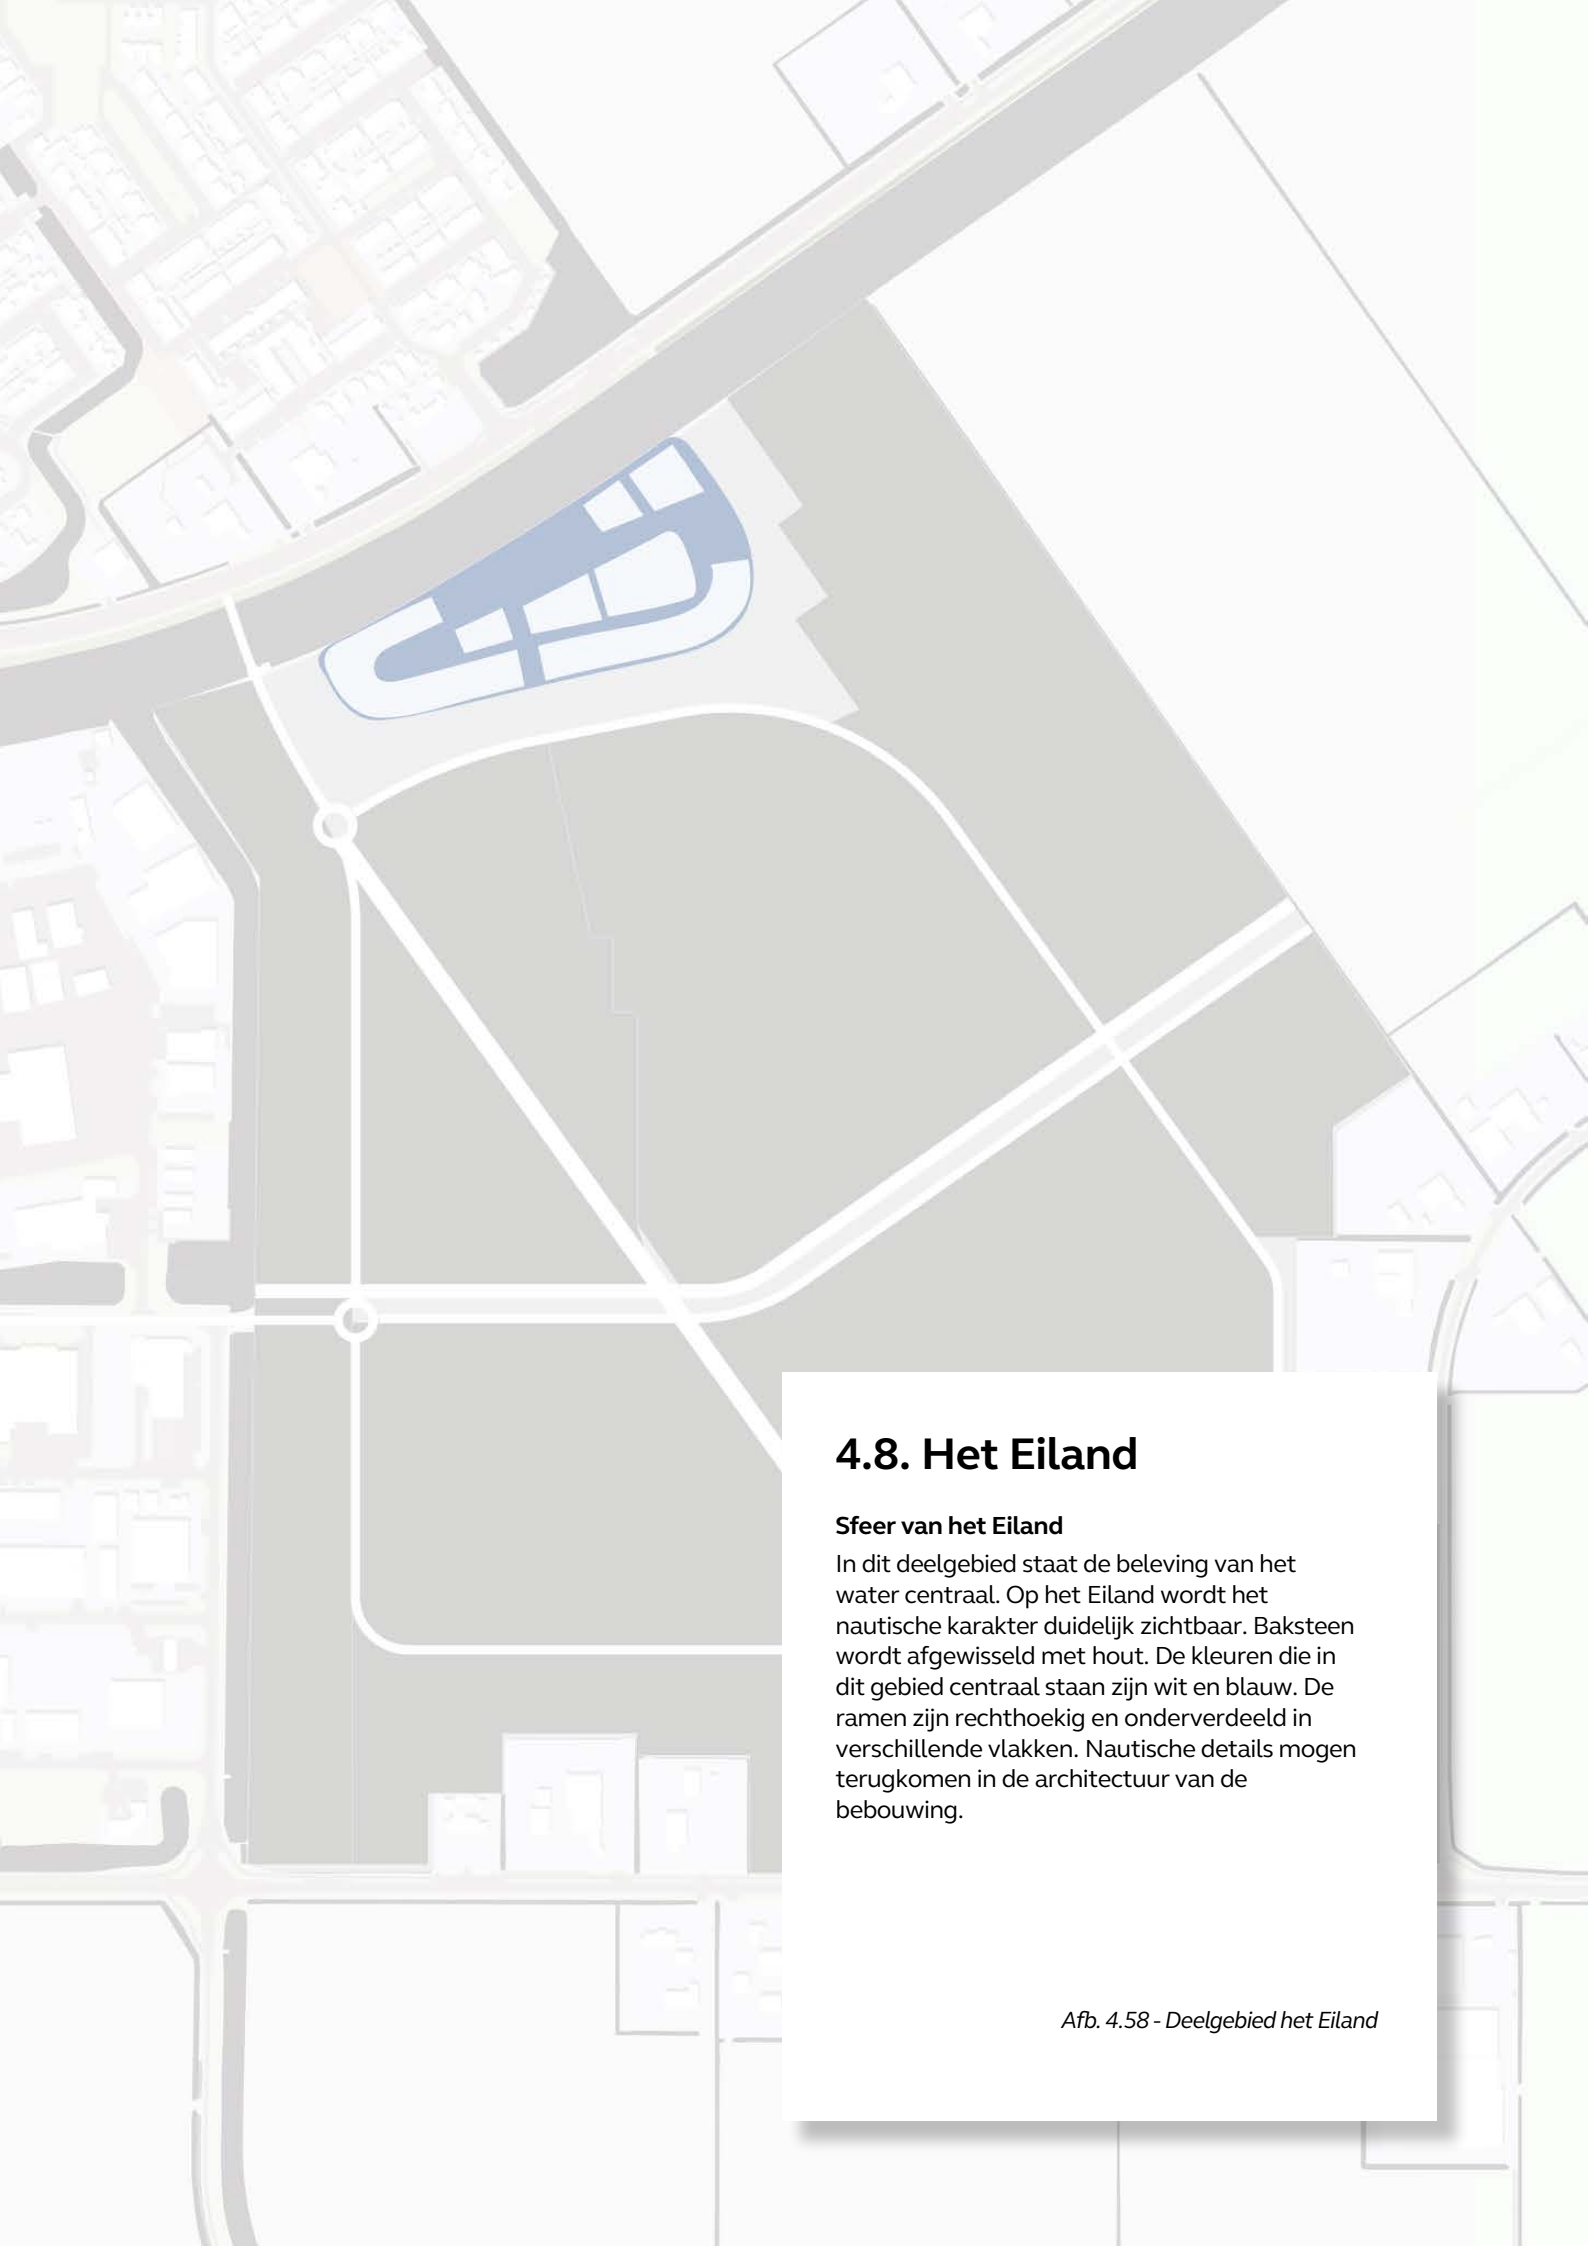 4.8. Het Eiland
Sfeer van het Eiland
In dit deelgebied staat de beleving van het
water centraal. Op het Eiland wordt het
nautische karakter duidelijk zichtbaar. Baksteen
wordt afgewisseld met hout. De kleuren die in
dit gebied centraal staan zijn wit en blauw. De
ramen zijn rechthoekig en onderverdeeld in
verschillende vlakken. Nautische details mogen
terugkomen in de architectuur van de
bebouwing.
Afb. 4.58 - Deelgebied het Eiland